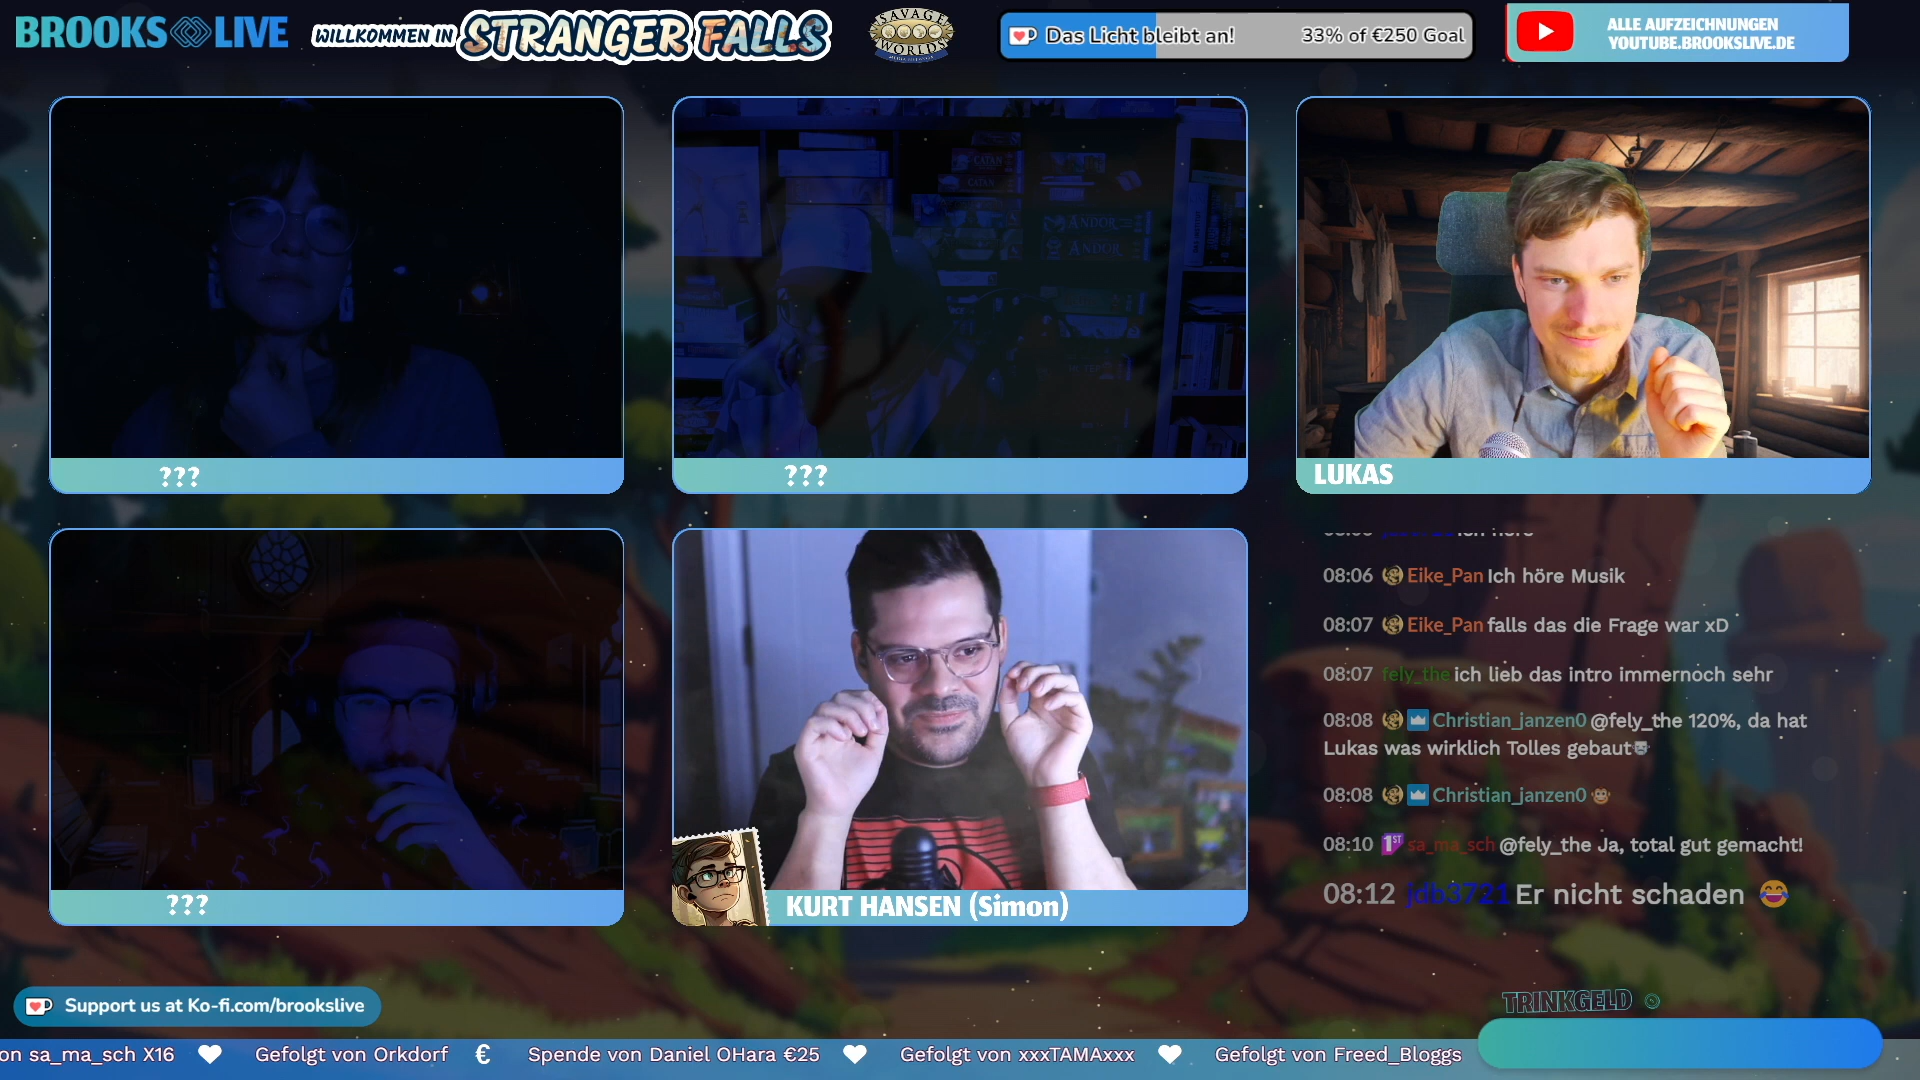 BROOKS LIVE
WILLKOMMEN IN STRANGER FALLS
SAVAGE WORLDS
Das Licht bleibt an! 33% of €250 Goal
ALLE AUFZEICHNUNGEN
YOUTUBE.BROOKSLIVE.DE
CATAN
CATAN
ANDOR
ANDOR
???
???
LUKAS
08:06 Eike_Pan Ich höre Musik
08:07 Eike_Pan falls das die Frage war xD
08:07 fely_the ich lieb das intro immernoch sehr
08:08 Christian_janzen0 @fely_the 120%, da hat
Lukas was wirklich Tolles gebaut
08:08 Christian_janzen0
08:10 1ST sa_ma_sch @fely_the Ja, total gut gemacht!
08:12 jdb3721 Er nicht schaden 😂
???
KURT HANSEN (Simon)
Support us at Ko-fi.com/brookslive
TRINKGELD
on sa_ma_sch X16 Gefolgt von Orkdorf € Spende von Daniel OHara €25 Gefolgt von xxxTAMAxxx Gefolgt von Freed_Bloggs